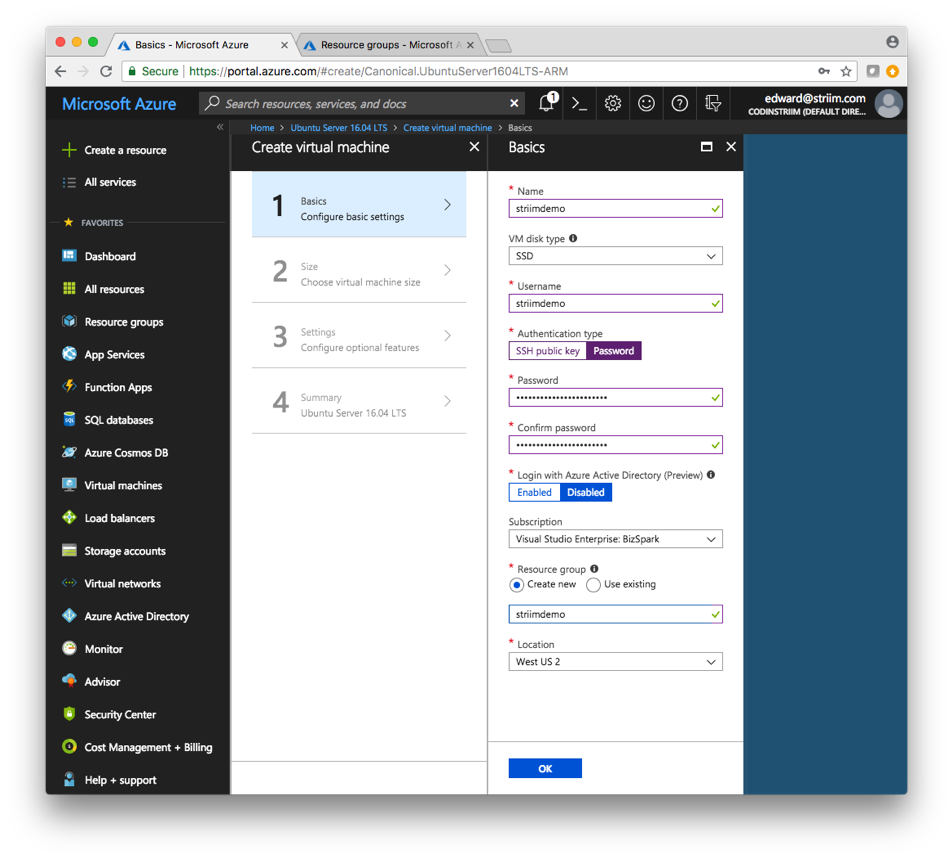 Basics - Microsoft Azure
Resource groups - Microsoft A
Secure
https://portal.azure.com/#create/Canonical.UbuntuServer1604LTS-ARM
Microsoft Azure
Search resources, services, and docs
1
edward@striim.com
CODINSTRIIM (DEFAULT DIRE...
Home > Ubuntu Server 16.04 LTS > Create virtual machine > Basics
Create a resource
All services
FAVORITES
Dashboard
All resources
Resource groups
App Services
Function Apps
SQL databases
Azure Cosmos DB
Virtual machines
Load balancers
Storage accounts
Virtual networks
Azure Active Directory
Monitor
Advisor
Security Center
Cost Management + Billing
Help + support
Create virtual machine
1
Basics
Configure basic settings
2
Size
Choose virtual machine size
3
Settings
Configure optional features
4
Summary
Ubuntu Server 16.04 LTS
Basics
* Name
striimdemo
VM disk type
SSD
* Username
striimdemo
* Authentication type
SSH public key Password
* Password
•••••••••••••••••••••••
* Confirm password
•••••••••••••••••••••••
* Login with Azure Active Directory (Preview)
Enabled Disabled
Subscription
Visual Studio Enterprise: BizSpark
* Resource group
Create new Use existing
striimdemo
* Location
West US 2
OK